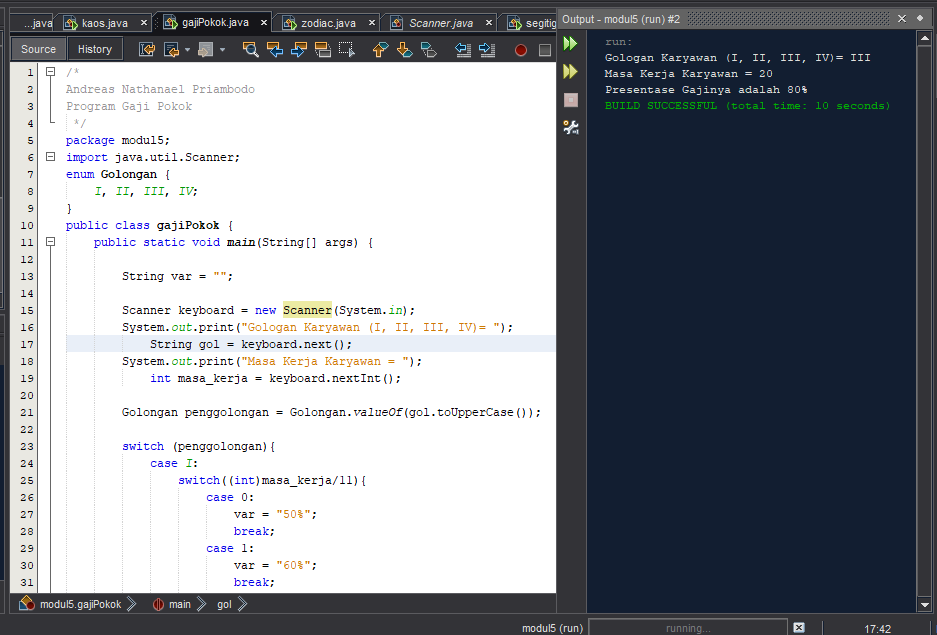 ...java kaos.java gajiPokok.java zodiac.java Scanner.java segitig
Output - modul5 (run) #2
Source History
1 /*
2 Andreas Nathanael Priambodo
3 Program Gaji Pokok
4 */
5 package modul5;
6 import java.util.Scanner;
7 enum Golongan {
8 I, II, III, IV;
9 }
10 public class gajiPokok {
11 public static void main(String[] args) {
12
13 String var = "";
14
15 Scanner keyboard = new Scanner(System.in);
16 System.out.print("Gologan Karyawan (I, II, III, IV)= ");
17 String gol = keyboard.next();
18 System.out.print("Masa Kerja Karyawan = ");
19 int masa_kerja = keyboard.nextInt();
20
21 Golongan penggolongan = Golongan.valueOf(gol.toUpperCase());
22
23 switch (penggolongan){
24 case I:
25 switch((int)masa_kerja/11){
26 case 0:
27 var = "50%";
28 break;
29 case 1:
30 var = "60%";
31 break;
modul5.gajiPokok main gol
run:
Gologan Karyawan (I, II, III, IV)= III
Masa Kerja Karyawan = 20
Presentase Gajinya adalah 80%
BUILD SUCCESSFUL (total time: 10 seconds)
modul5 (run) running... 17:42